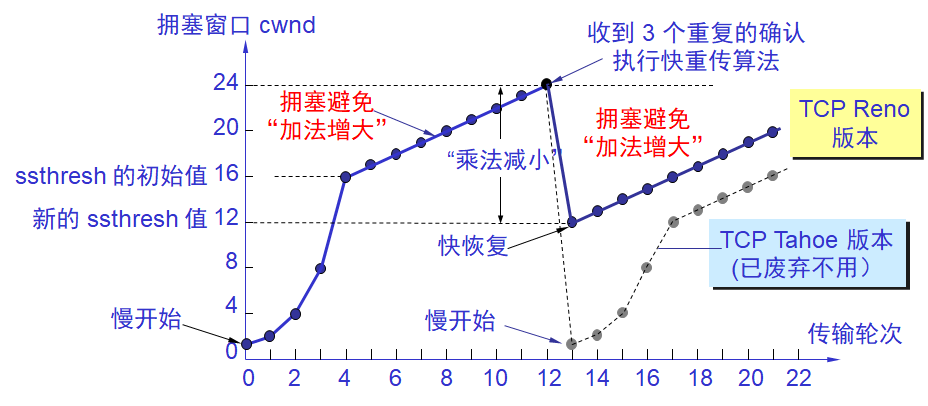 拥塞窗口 cwnd
收到 3 个重复的确认
执行快重传算法
24
拥塞避免
“加法增大”
拥塞避免
“加法增大”
TCP Reno
版本
20
“乘法减小”
ssthresh 的初始值
16
新的 ssthresh 值
12
快恢复
TCP Tahoe 版本
(已废弃不用）
8
4
慢开始
慢开始
传输轮次
0
0 2 4 6 8 10 12 14 16 18 20 22